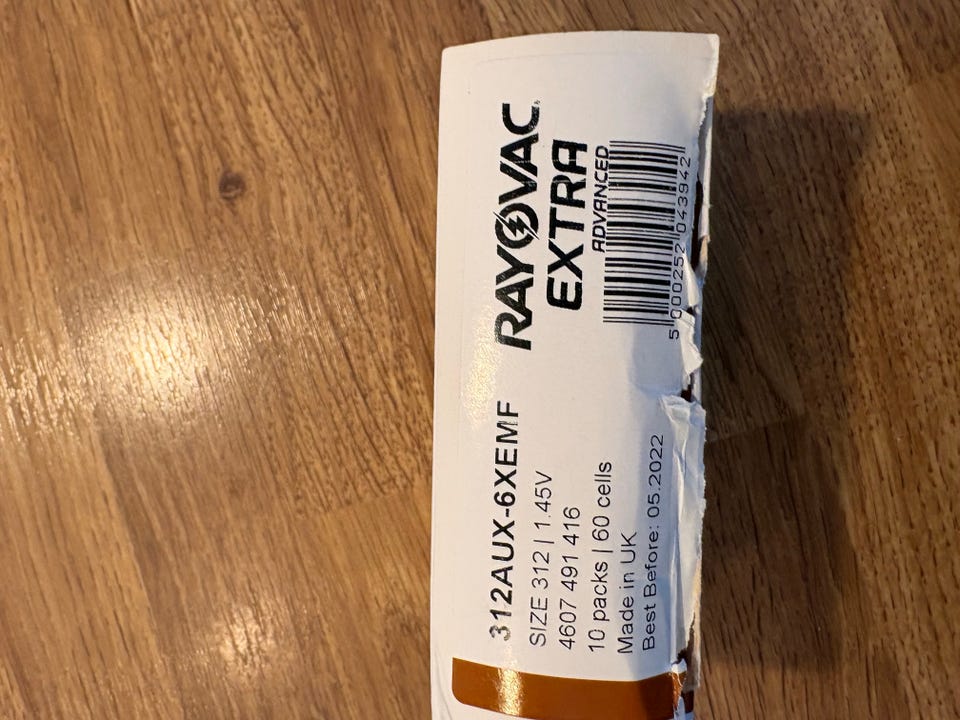 RAYOVAC
EXTRA
ADVANCED
5 000252 043942
312AUX-6XEMF
SIZE 312 | 1.45V
4607 491 416
10 packs | 60 cells
Made in UK
Best Before: 05.2022